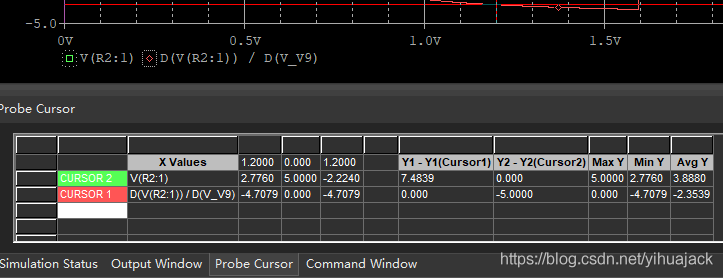 -5.0
0V 0.5V 1.0V 1.5V
V(R2:1) D(V(R2:1)) / D(V_V9)
Probe Cursor
X Values 1.2000 0.000 1.2000 Y1 - Y1(Cursor1) Y2 - Y2(Cursor2) Max Y Min Y Avg Y
CURSOR 2 V(R2:1) 2.7760 5.0000 -2.2240 7.4839 0.000 5.0000 2.7760 3.8880
CURSOR 1 D(V(R2:1)) / D(V_V9) -4.7079 0.000 -4.7079 0.000 -5.0000 0.000 -4.7079 -2.3539
Simulation Status Output Window Probe Cursor Command Window
https://blog.csdn.net/yihuajack